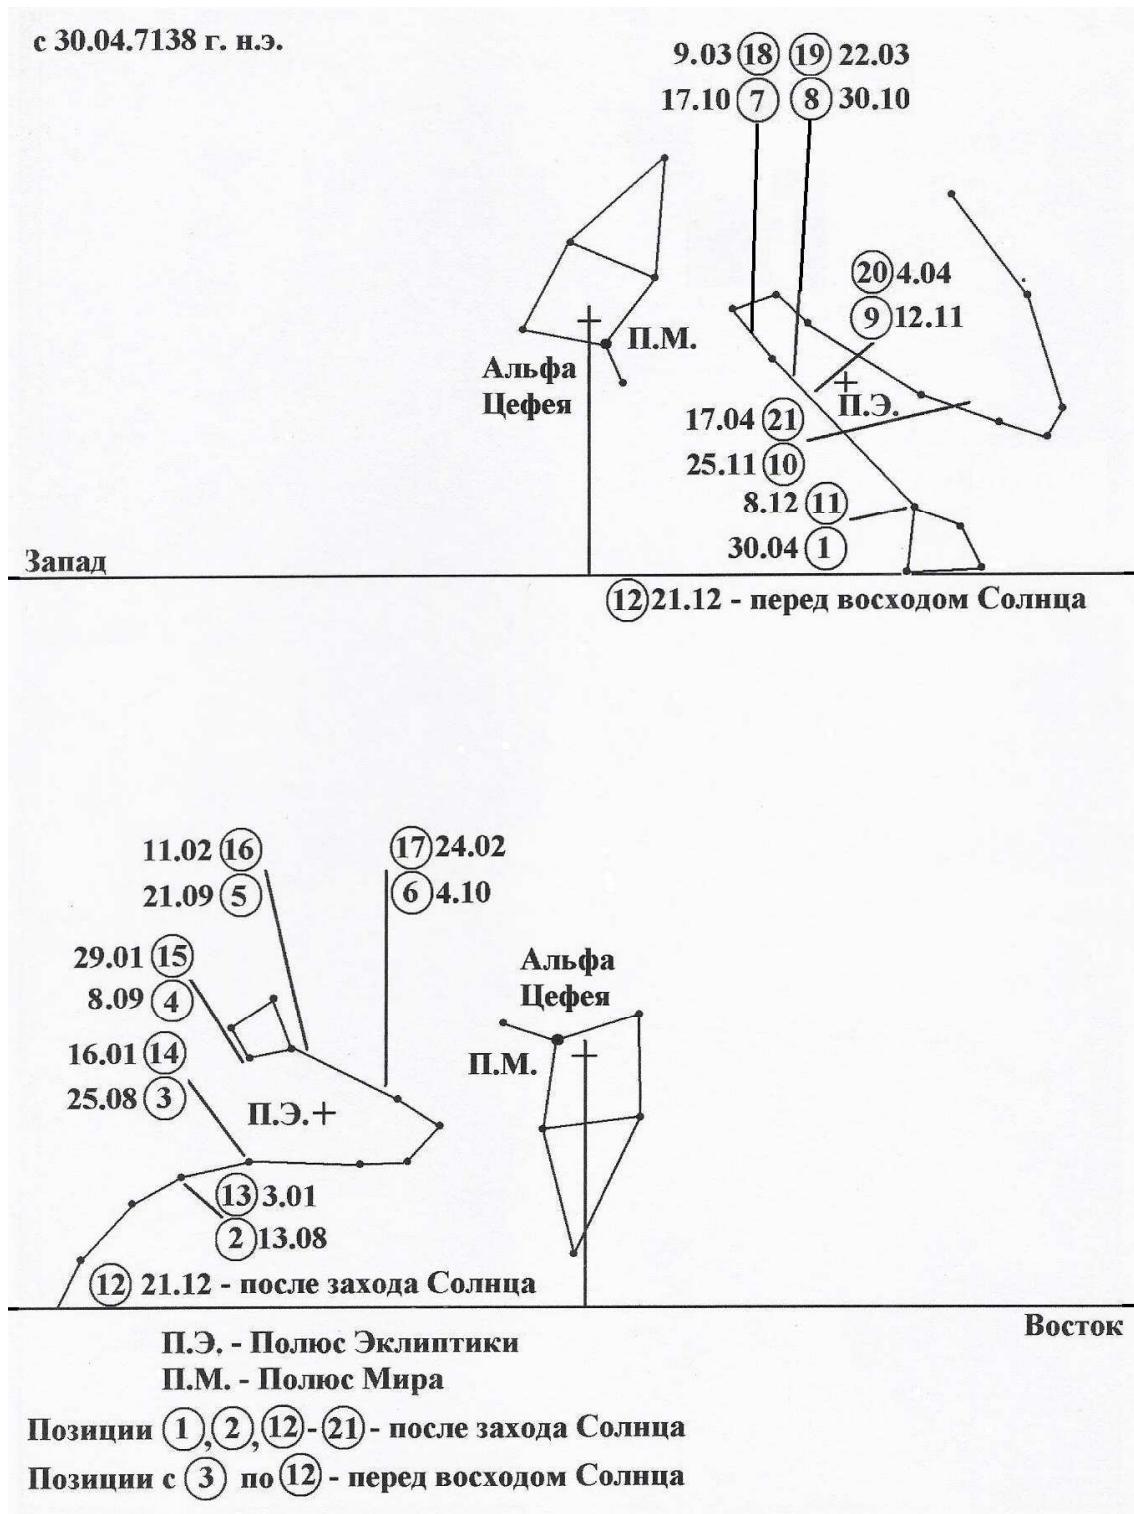 с 30.04.7138 г. н.э.
9.03 18 19 22.03
17.10 7 8 30.10
20 4.04
9 12.11
П.М.
Альфа
Цефея
П.Э.
17.04 21
25.11 10
8.12 11
30.04 1
Запад
12 21.12 - перед восходом Солнца
11.02 16
21.09 5
17 24.02
6 4.10
29.01 15
8.09 4
16.01 14
25.08 3
Альфа
Цефея
П.М.
П.Э.
13 3.01
2 13.08
12 21.12 - после захода Солнца
Восток
П.Э. - Полюс Эклиптики
П.М. - Полюс Мира
Позиции 1, 2, 12 - 21 - после захода Солнца
Позиции с 3 по 12 - перед восходом Солнца